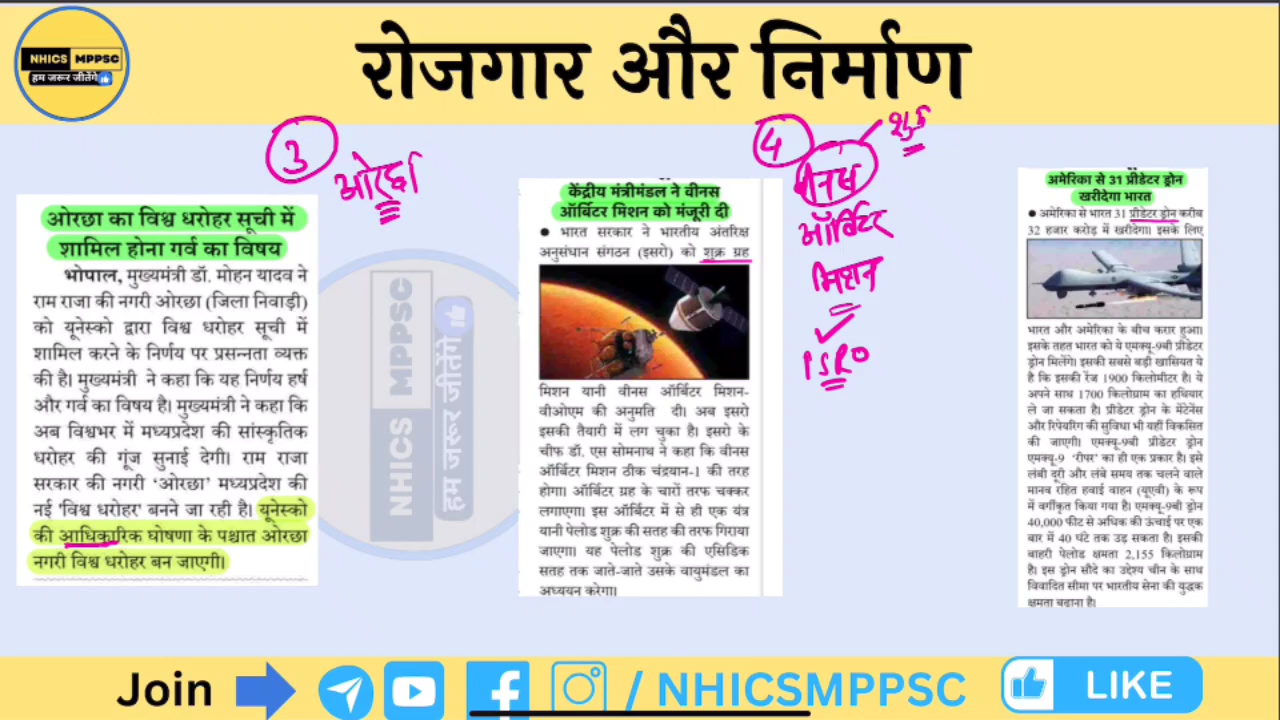 NHICS MPPSC
हम जरूर जीतेंगे
रोजगार और निर्माण
3
ओरछा
ओरछा का विश्व धरोहर सूची में
शामिल होना गर्व का विषय
भोपाल, मुख्यमंत्री डॉ. मोहन यादव ने
राम राजा की नगरी ओरछा (जिला निवाड़ी)
को यूनेस्को द्वारा विश्व धरोहर सूची में
शामिल करने के निर्णय पर प्रसन्नता व्यक्त
की है। मुख्यमंत्री ने कहा कि यह निर्णय हर्ष
और गर्व का विषय है। मुख्यमंत्री ने कहा कि
अब विश्वभर में मध्यप्रदेश की सांस्कृतिक
धरोहर की गूंज सुनाई देगी। राम राजा
सरकार की नगरी ‘ओरछा’ मध्यप्रदेश की
नई 'विश्व धरोहर' बनने जा रही है। यूनेस्को
की आधिकारिक घोषणा के पश्चात ओरछा
नगरी विश्व धरोहर बन जाएगी।
NHICS MPPSC
हम जरूर जीतेंगे
केंद्रीय मंत्रीमंडल ने वीनस
ऑर्बिटर मिशन को मंजूरी दी
● भारत सरकार ने भारतीय अंतरिक्ष
अनुसंधान संगठन (इसरो) को शुक्र ग्रह
मिशन यानी वीनस ऑर्बिटर मिशन-
वीओएम की अनुमति दी। अब इसरो
इसकी तैयारी में लग चुका है। इसरो के
चीफ डॉ. एस सोमनाथ ने कहा कि वीनस
ऑर्बिटर मिशन ठीक चंद्रयान-1 की तरह
होगा। ऑर्बिटर ग्रह के चारों तरफ चक्कर
लगाएगा। इस ऑर्बिटर में से ही एक यंत्र
यानी पेलोड शुक्र की सतह की तरफ गिराया
जाएगा। यह पेलोड शुक्र की एसिडिक
सतह तक जाते-जाते उसके वायुमंडल का
अध्ययन करेगा।
4
शुक्र
वीनस
ऑर्बिटर
मिशन
ISRO
अमेरिका से 31 प्रीडेटर ड्रोन
खरीदेगा भारत
● अमेरिका से भारत 31 प्रीडेटर ड्रोन करीब
32 हजार करोड़ में खरीदेगा। इसके लिए
भारत और अमेरिका के बीच करार हुआ।
इसके तहत भारत को ये एमक्यू-9बी प्रीडेटर
ड्रोन मिलेंगे। इसकी सबसे बड़ी खासियत ये
है कि इसकी रेंज 1900 किलोमीटर है। ये
अपने साथ 1700 किलोग्राम का हथियार
ले जा सकता है। प्रीडेटर ड्रोन के मेंटेनेंस
और रिपेयरिंग की सुविधा भी यहीं विकसित
की जाएगी। एमक्यू-9बी प्रीडेटर ड्रोन
एमक्यू-9 ‘रीपर’ का ही एक प्रकार है। इसे
लंबी दूरी और लंबे समय तक चलने वाले
मानव रहित हवाई वाहन (यूएवी) के रूप
में वर्गीकृत किया गया है। एमक्यू-9बी ड्रोन
40,000 फीट से अधिक की ऊंचाई पर एक
बार में 40 घंटे तक उड़ सकता है। इसकी
बाहरी पेलोड क्षमता 2,155 किलोग्राम
है। इस ड्रोन सौदे का उद्देश्य चीन के साथ
विवादित सीमा पर भारतीय सेना की युद्धक
क्षमता बढ़ाना है।
Join
/ NHICSMPPSC
LIKE